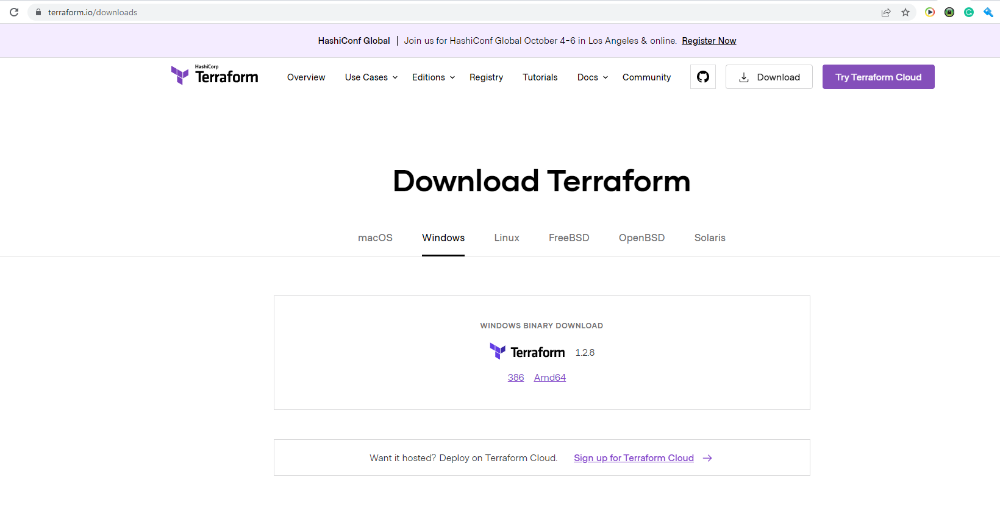 terraform.io/downloads
HashiConf Global | Join us for HashiConf Global October 4-6 in Los Angeles & online. Register Now
HashiCorp
Terraform
Overview Use Cases Editions Registry Tutorials Docs Community Download Try Terraform Cloud
Download Terraform
macOS Windows Linux FreeBSD OpenBSD Solaris
WINDOWS BINARY DOWNLOAD
Terraform 1.2.8
386 Amd64
Want it hosted? Deploy on Terraform Cloud. Sign up for Terraform Cloud